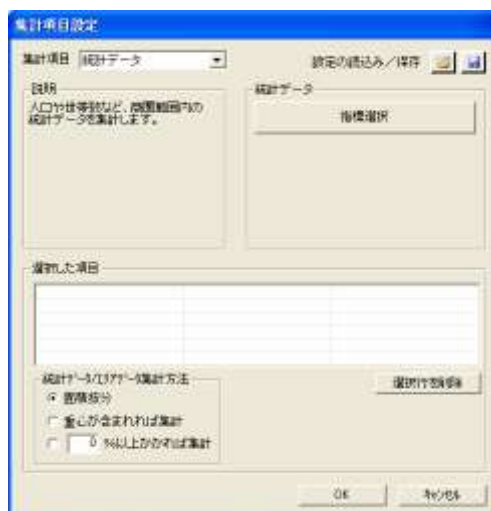 集計項目設定
集計項目 統計データ
設定の読込み／保存
説明
人口や世帯数など、商圏範囲内の
統計データを集計します。
統計データ
指標選択
選択した項目
統計ﾃﾞｰﾀ/ｴﾘｱﾃﾞｰﾀ集計方法
面積按分
重心が含まれれば集計
0 %以上かかれば集計
選択行を削除
OK
ｷｬﾝｾﾙ